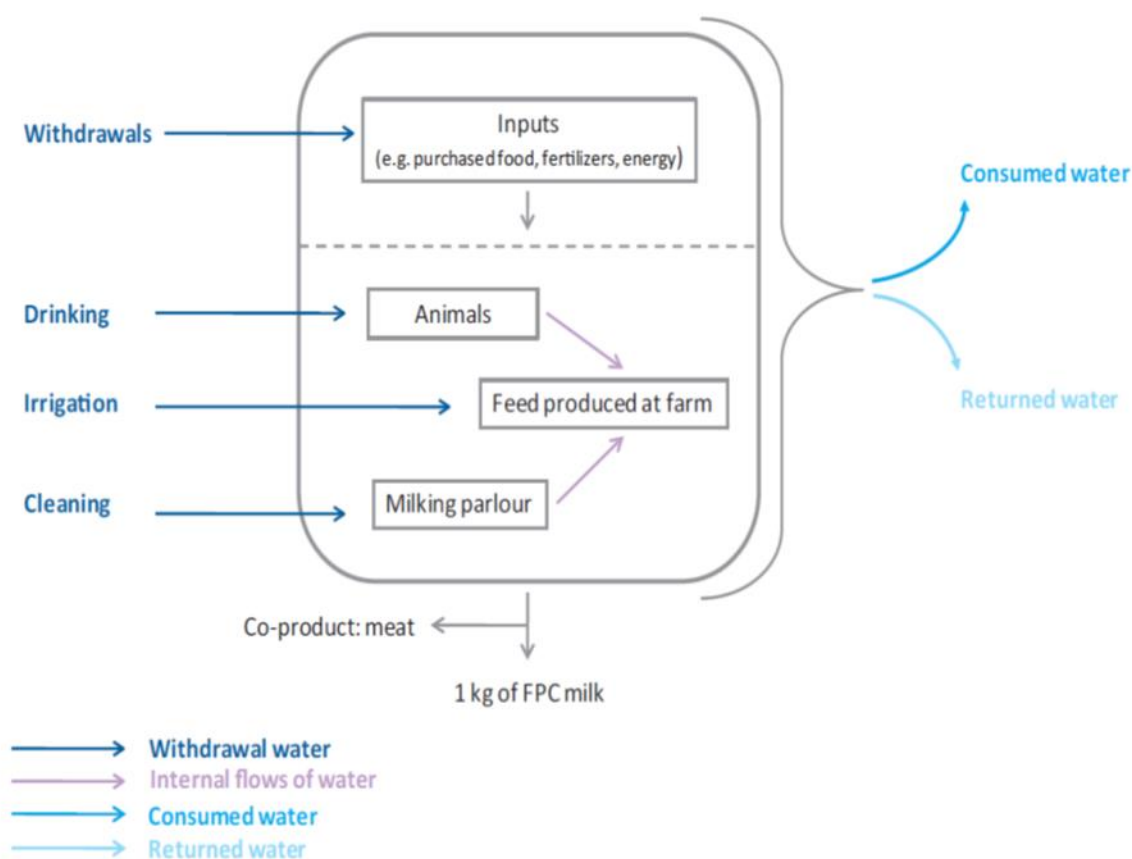 Withdrawals
Inputs
(e.g. purchased food, fertilizers, energy)
Consumed water
Drinking
Animals
Irrigation
Feed produced at farm
Returned water
Cleaning
Milking parlour
Co-product: meat
1 kg of FPC milk
Withdrawal water
Internal flows of water
Consumed water
Returned water